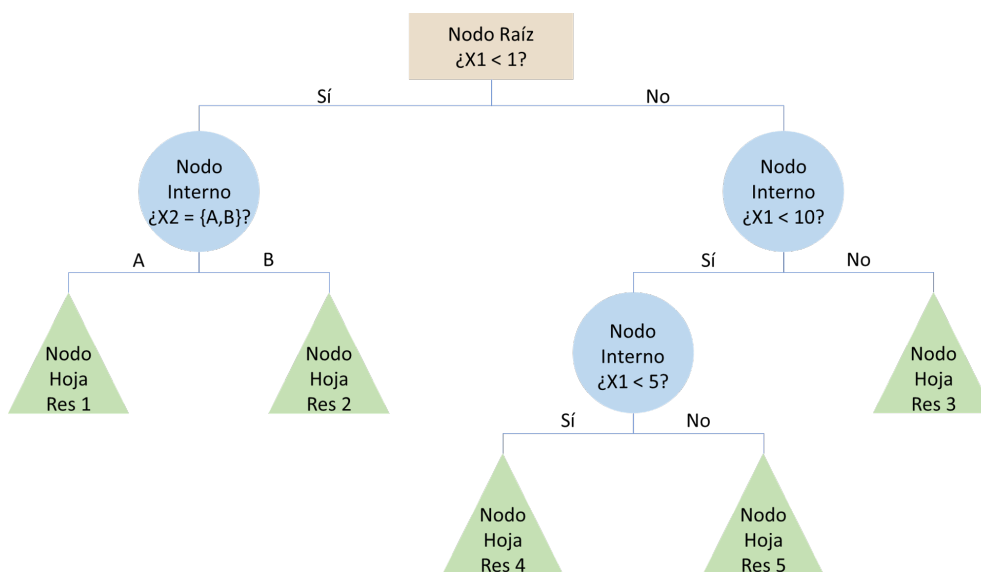 Nodo Raíz
¿X1 < 1?
Sí
No
Nodo
Interno
¿X2 = {A,B}?
Nodo
Interno
¿X1 < 10?
A
B
Sí
No
Nodo
Hoja
Res 1
Nodo
Hoja
Res 2
Nodo
Interno
¿X1 < 5?
Nodo
Hoja
Res 3
Sí
No
Nodo
Hoja
Res 4
Nodo
Hoja
Res 5